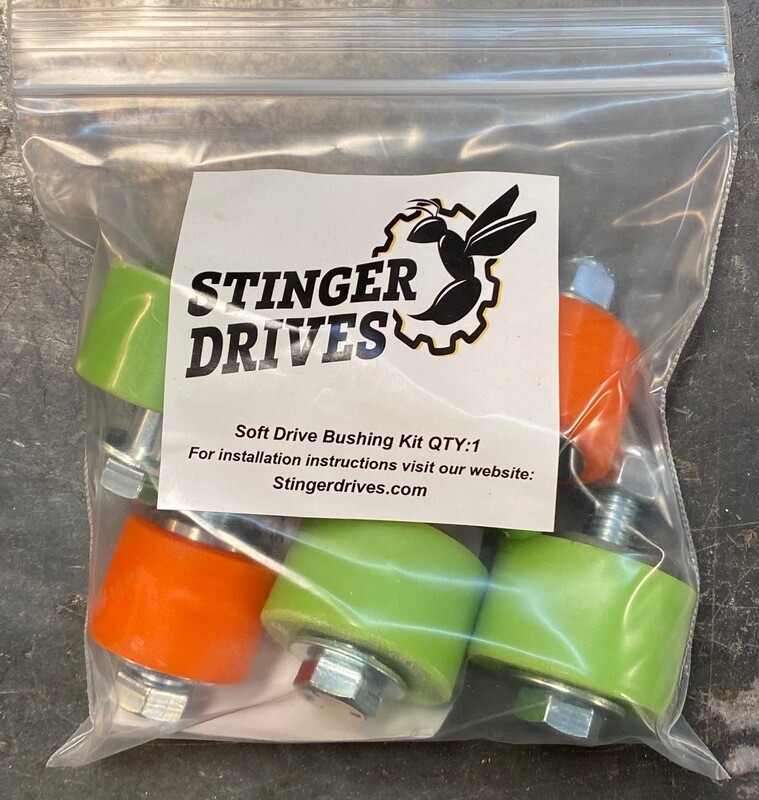 STINGER
DRIVES
Soft Drive Bushing Kit QTY:1
For installation instructions visit our website:
Stingerdrives.com